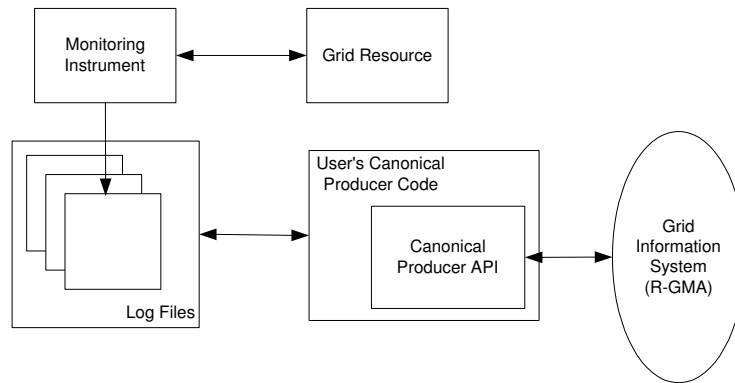 Monitoring
Instrument
Grid Resource
User's Canonical
Producer Code
Canonical
Producer API
Log Files
Grid
Information
System
(R-GMA)